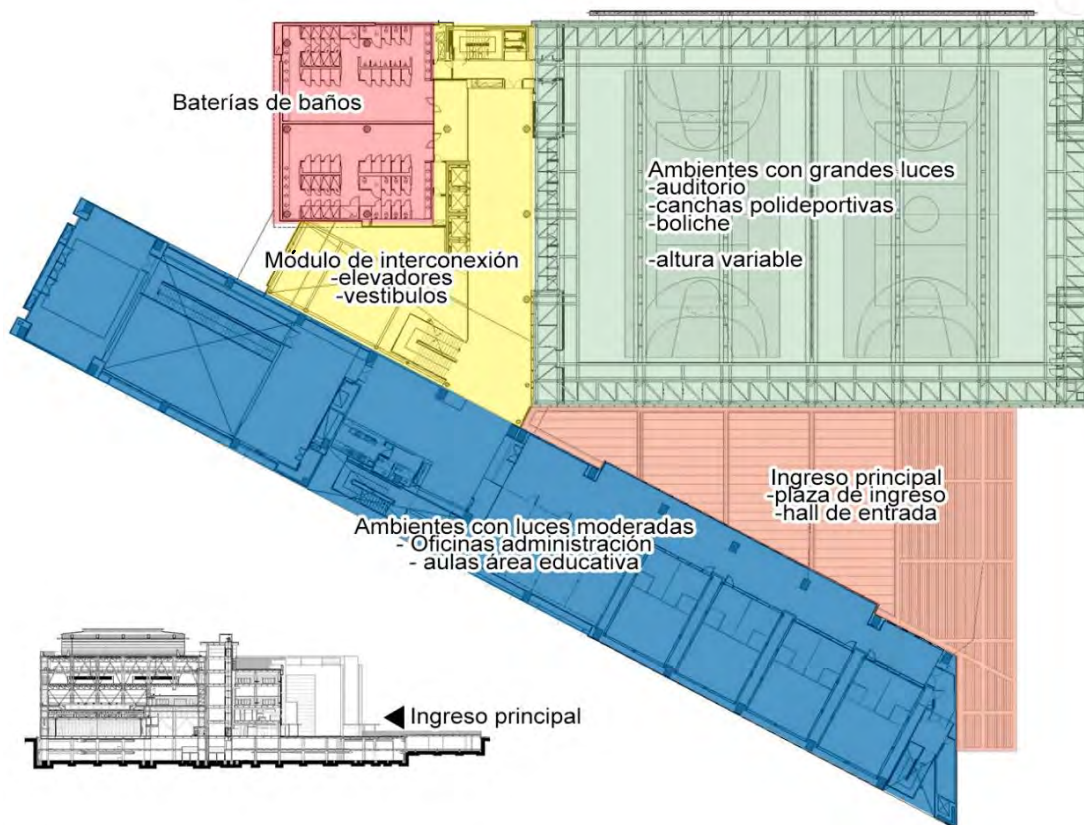 Baterías de baños
Ambientes con grandes luces
-auditorio
-canchas polideportivas
-boliche
-altura variable
Módulo de interconexión
-elevadores
-vestibulos
Ingreso principal
-plaza de ingreso
-hall de entrada
Ambientes con luces moderadas
- Oficinas administración
- aulas área educativa
Ingreso principal